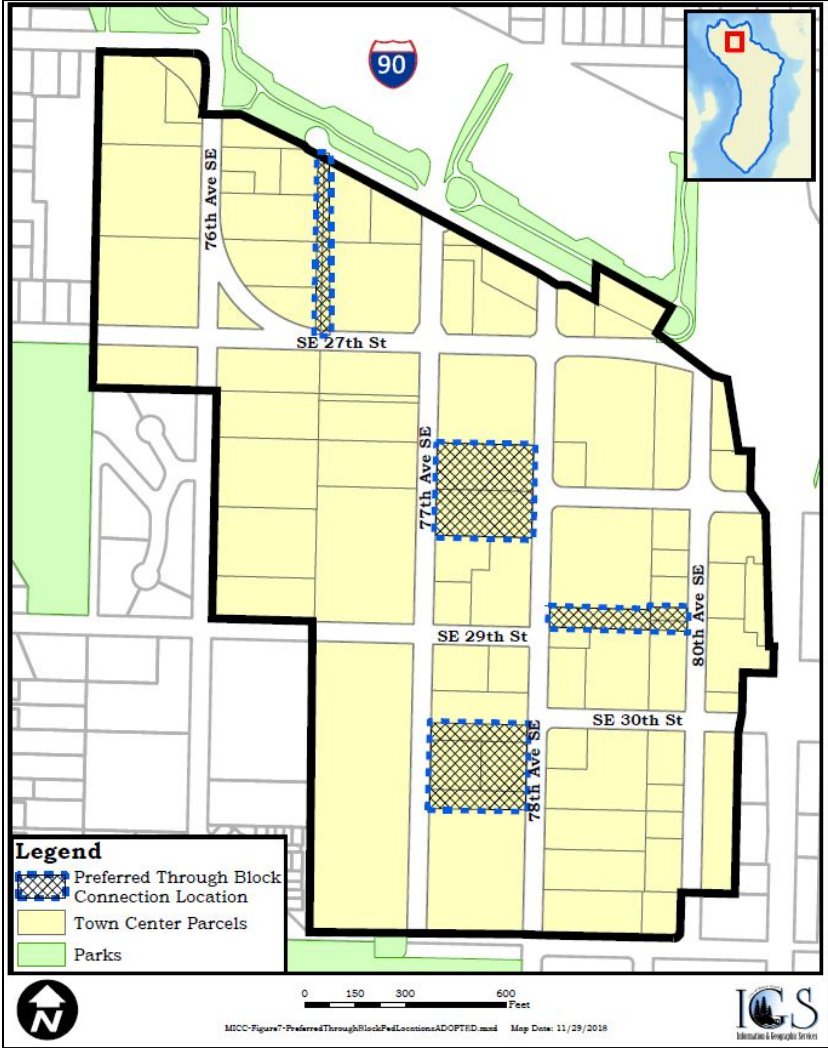 90
76th Ave SE
SE 27th St
77th Ave SE
80th Ave SE
SE 29th St
SE 30th St
78th Ave SE
Legend
Preferred Through Block
Connection Location
Town Center Parcels
Parks
N
0 150 300 600
Feet
MICC-Figure7-PreferredThroughBlockPedLocationsADOPTED.mxd Map Date: 11/29/2018
IGS
Information & Geographic Services